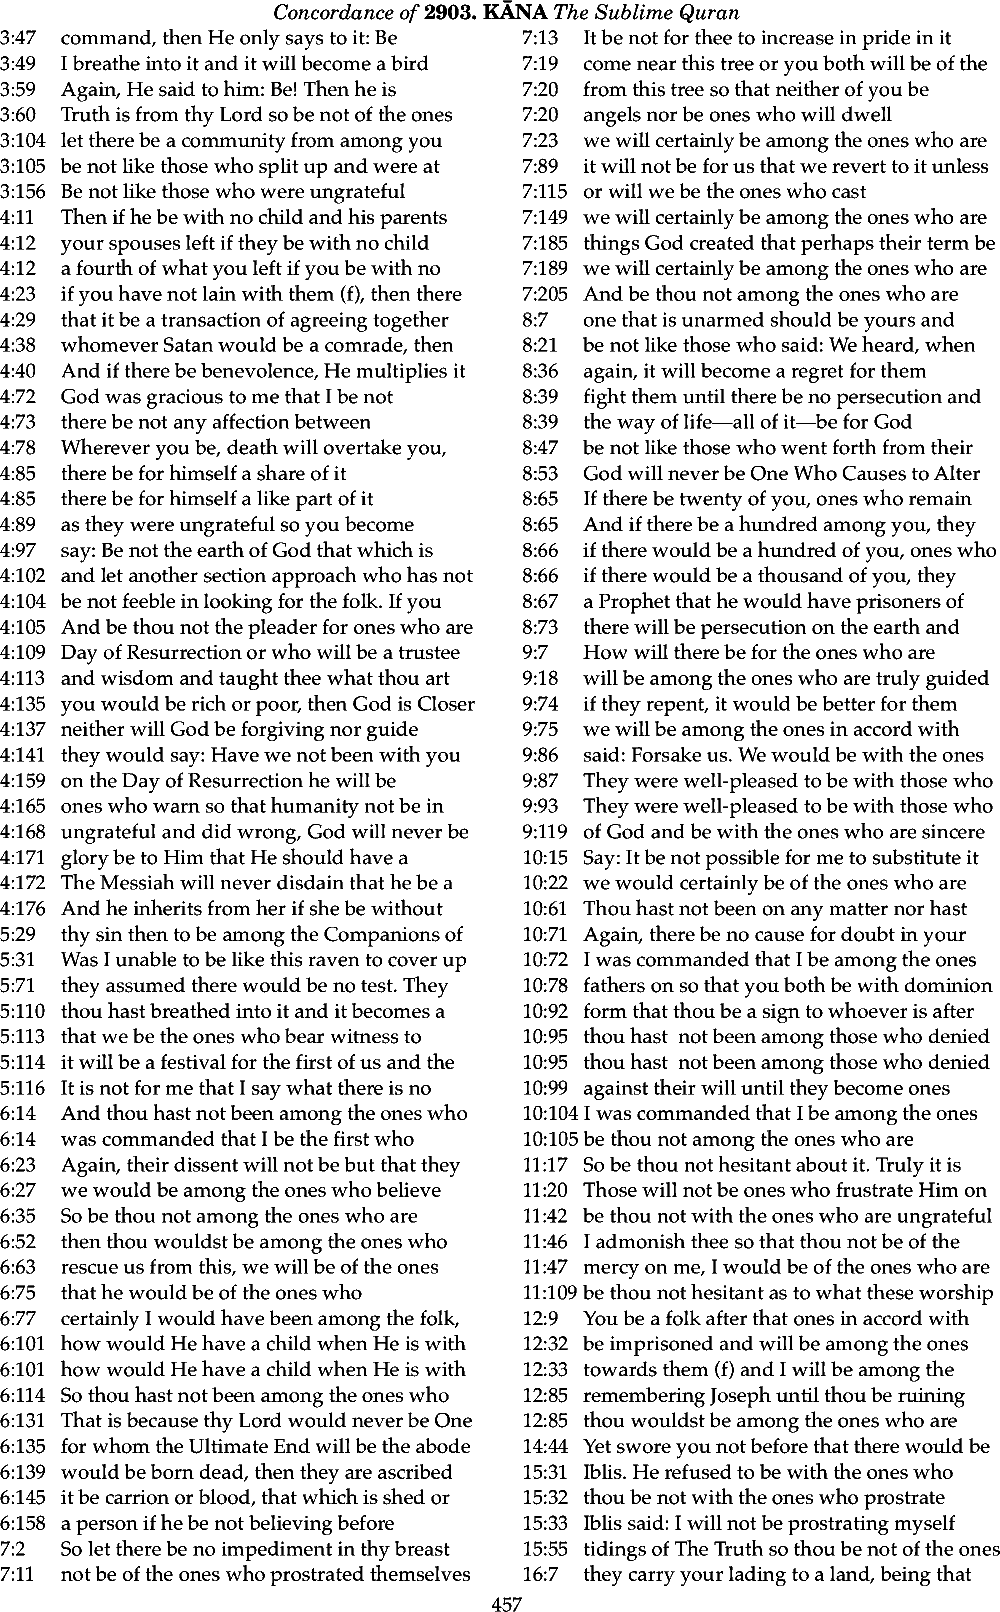 Concordance of 2903. KĀNA The Sublime Quran
3:47 command, then He only says to it: Be
3:49 I breathe into it and it will become a bird
3:59 Again, He said to him: Be! Then he is
3:60 Truth is from thy Lord so be not of the ones
3:104 let there be a community from among you
3:105 be not like those who split up and were at
3:156 Be not like those who were ungrateful
4:11 Then if he be with no child and his parents
4:12 your spouses left if they be with no child
4:12 a fourth of what you left if you be with no
4:23 if you have not lain with them (f), then there
4:29 that it be a transaction of agreeing together
4:38 whomever Satan would be a comrade, then
4:40 And if there be benevolence, He multiplies it
4:72 God was gracious to me that I be not
4:73 there be not any affection between
4:78 Wherever you be, death will overtake you,
4:85 there be for himself a share of it
4:85 there be for himself a like part of it
4:89 as they were ungrateful so you become
4:97 say: Be not the earth of God that which is
4:102 and let another section approach who has not
4:104 be not feeble in looking for the folk. If you
4:105 And be thou not the pleader for ones who are
4:109 Day of Resurrection or who will be a trustee
4:113 and wisdom and taught thee what thou art
4:135 you would be rich or poor, then God is Closer
4:137 neither will God be forgiving nor guide
4:141 they would say: Have we not been with you
4:159 on the Day of Resurrection he will be
4:165 ones who warn so that humanity not be in
4:168 ungrateful and did wrong, God will never be
4:171 glory be to Him that He should have a
4:172 The Messiah will never disdain that he be a
4:176 And he inherits from her if she be without
5:29 thy sin then to be among the Companions of
5:31 Was I unable to be like this raven to cover up
5:71 they assumed there would be no test. They
5:110 thou hast breathed into it and it becomes a
5:113 that we be the ones who bear witness to
5:114 it will be a festival for the first of us and the
5:116 It is not for me that I say what there is no
6:14 And thou hast not been among the ones who
6:14 was commanded that I be the first who
6:23 Again, their dissent will not be but that they
6:27 we would be among the ones who believe
6:35 So be thou not among the ones who are
6:52 then thou wouldst be among the ones who
6:63 rescue us from this, we will be of the ones
6:75 that he would be of the ones who
6:77 certainly I would have been among the folk,
6:101 how would He have a child when He is with
6:101 how would He have a child when He is with
6:114 So thou hast not been among the ones who
6:131 That is because thy Lord would never be One
6:135 for whom the Ultimate End will be the abode
6:139 would be born dead, then they are ascribed
6:145 it be carrion or blood, that which is shed or
6:158 a person if he be not believing before
7:2 So let there be no impediment in thy breast
7:11 not be of the ones who prostrated themselves
7:13 It be not for thee to increase in pride in it
7:19 come near this tree or you both will be of the
7:20 from this tree so that neither of you be
7:20 angels nor be ones who will dwell
7:23 we will certainly be among the ones who are
7:89 it will not be for us that we revert to it unless
7:115 or will we be the ones who cast
7:149 we will certainly be among the ones who are
7:185 things God created that perhaps their term be
7:189 we will certainly be among the ones who are
7:205 And be thou not among the ones who are
8:7 one that is unarmed should be yours and
8:21 be not like those who said: We heard, when
8:36 again, it will become a regret for them
8:39 fight them until there be no persecution and
8:39 the way of life—all of it—be for God
8:47 be not like those who went forth from their
8:53 God will never be One Who Causes to Alter
8:65 If there be twenty of you, ones who remain
8:65 And if there be a hundred among you, they
8:66 if there would be a hundred of you, ones who
8:66 if there would be a thousand of you, they
8:67 a Prophet that he would have prisoners of
8:73 there will be persecution on the earth and
9:7 How will there be for the ones who are
9:18 will be among the ones who are truly guided
9:74 if they repent, it would be better for them
9:75 we will be among the ones in accord with
9:86 said: Forsake us. We would be with the ones
9:87 They were well-pleased to be with those who
9:93 They were well-pleased to be with those who
9:119 of God and be with the ones who are sincere
10:15 Say: It be not possible for me to substitute it
10:22 we would certainly be of the ones who are
10:61 Thou hast not been on any matter nor hast
10:71 Again, there be no cause for doubt in your
10:72 I was commanded that I be among the ones
10:78 fathers on so that you both be with dominion
10:92 form that thou be a sign to whoever is after
10:95 thou hast not been among those who denied
10:95 thou hast not been among those who denied
10:99 against their will until they become ones
10:104 I was commanded that I be among the ones
10:105 be thou not among the ones who are
11:17 So be thou not hesitant about it. Truly it is
11:20 Those will not be ones who frustrate Him on
11:42 be thou not with the ones who are ungrateful
11:46 I admonish thee so that thou not be of the
11:47 mercy on me, I would be of the ones who are
11:109 be thou not hesitant as to what these worship
12:9 You be a folk after that ones in accord with
12:32 be imprisoned and will be among the ones
12:33 towards them (f) and I will be among the
12:85 remembering Joseph until thou be ruining
12:85 thou wouldst be among the ones who are
14:44 Yet swore you not before that there would be
15:31 Iblis. He refused to be with the ones who
15:32 thou be not with the ones who prostrate
15:33 Iblis said: I will not be prostrating myself
15:55 tidings of The Truth so thou be not of the ones
16:7 they carry your lading to a land, being that
457